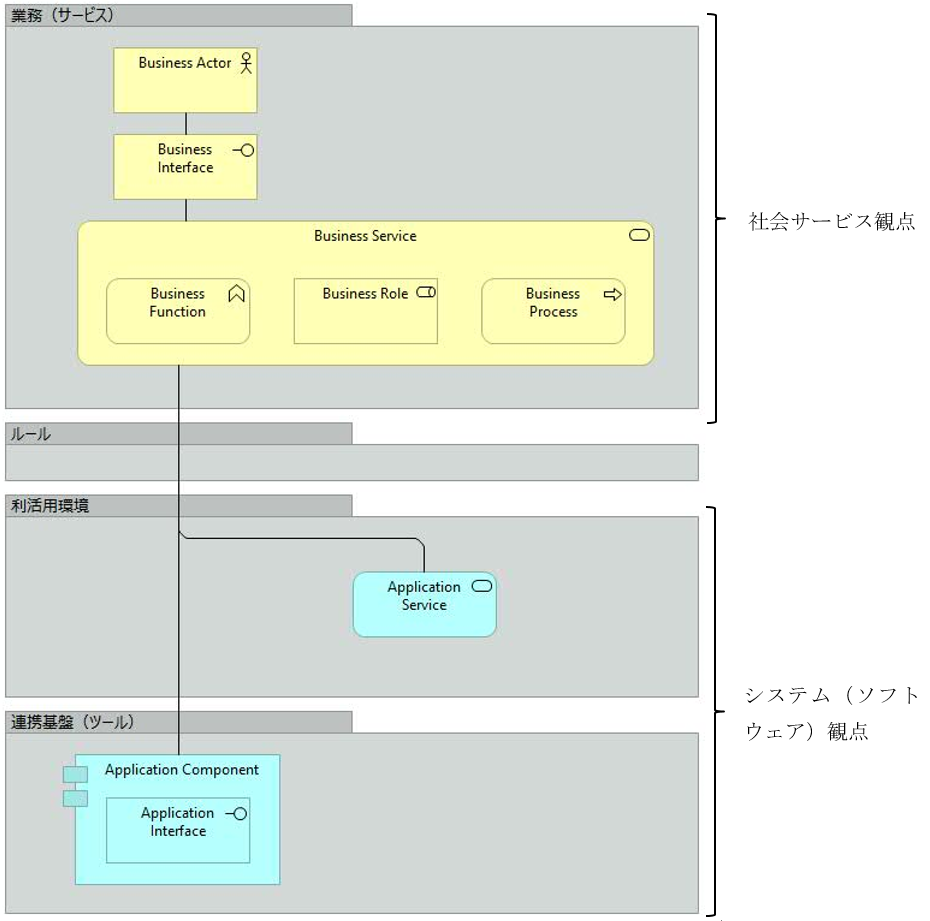 業務（サービス）
Business Actor
Business
Interface
Business Service
Business
Function
Business Role
Business
Process
社会サービス観点
ルール
利活用環境
Application
Service
システム（ソフト
ウェア）観点
連携基盤（ツール）
Application Component
Application
Interface